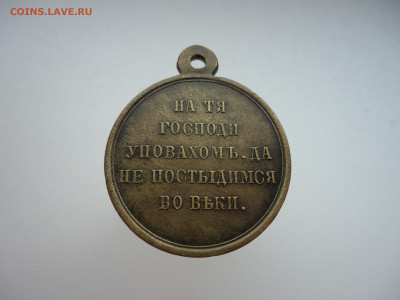 COINS.LAVE.RU
НА ТЯ
ГОСПОДИ
УПОВАХОМЪ. ДА
НЕ ПОСТЫДИМСЯ
ВО ВѢКИ.